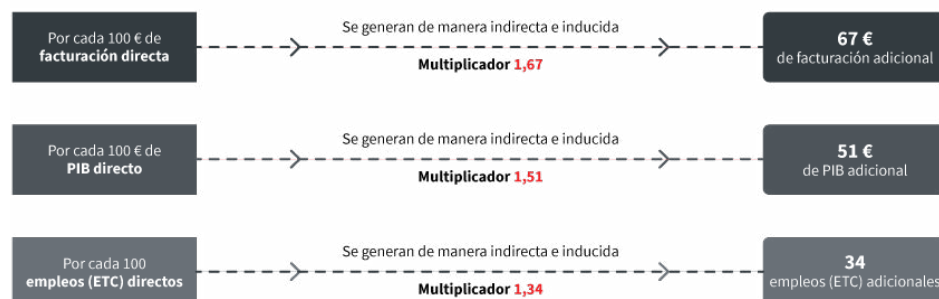 Por cada 100 € de
facturación directa
Se generan de manera indirecta e inducida
Multiplicador 1,67
67 €
de facturación adicional
Por cada 100 € de
PIB directo
Se generan de manera indirecta e inducida
Multiplicador 1,51
51 €
de PIB adicional
Por cada 100
empleos (ETC) directos
Se generan de manera indirecta e inducida
Multiplicador 1,34
34
empleos (ETC) adicionales